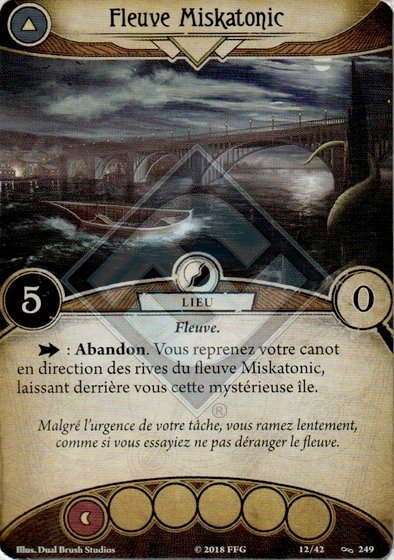 Fleuve Miskatonic
5
LIEU
0
Fleuve.
: Abandon. Vous reprenez votre canot
en direction des rives du fleuve Miskatonic,
laissant derrière vous cette mystérieuse île.
®
Malgré l'urgence de votre tâche, vous ramez lentement,
comme si vous essayiez ne pas déranger le fleuve.
Illus. Dual Brush Studios © 2018 FFG 12/42 249